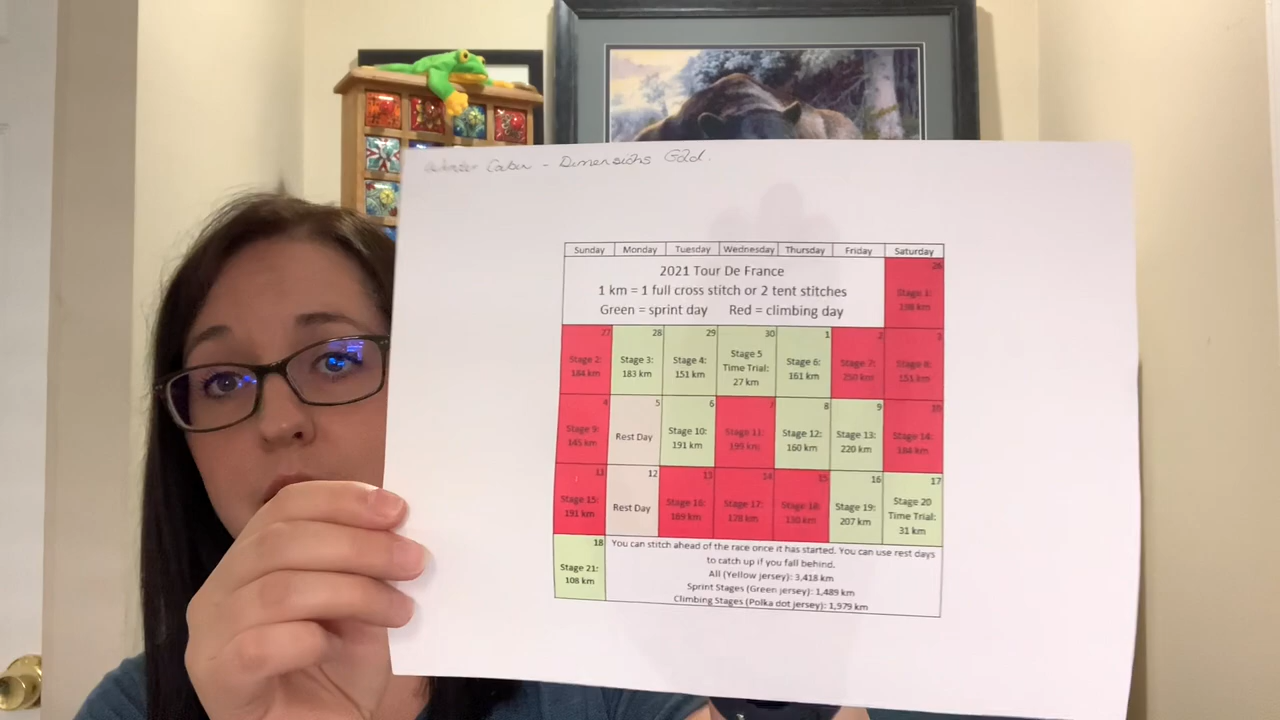 Cabin - Dimensions Gold.
Sunday Monday Tuesday Wednesday Thursday Friday Saturday
2021 Tour De France
1 km = 1 full cross stitch or 2 tent stitches
Green = sprint day Red = climbing day
26
Stage 1:
198 km
27 28 29 30 1 2 3
Stage 2: 184 km
Stage 3: 183 km
Stage 4: 151 km
Stage 5 Time Trial: 27 km
Stage 6: 161 km
Stage 7: 250 km
Stage 8: 151 km
4 5 6 7 8 9 10
Stage 9: 145 km
Rest Day
Stage 10: 191 km
Stage 11: 199 km
Stage 12: 160 km
Stage 13: 220 km
Stage 14: 184 km
11 12 13 14 15 16 17
Stage 15: 191 km
Rest Day
Stage 16: 169 km
Stage 17: 178 km
Stage 18: 130 km
Stage 19: 207 km
Stage 20 Time Trial: 31 km
18
Stage 21: 108 km
You can stitch ahead of the race once it has started. You can use rest days
to catch up if you fall behind.
All (Yellow jersey): 3,418 km
Sprint Stages (Green jersey): 1,489 km
Climbing Stages (Polka dot jersey): 1,979 km